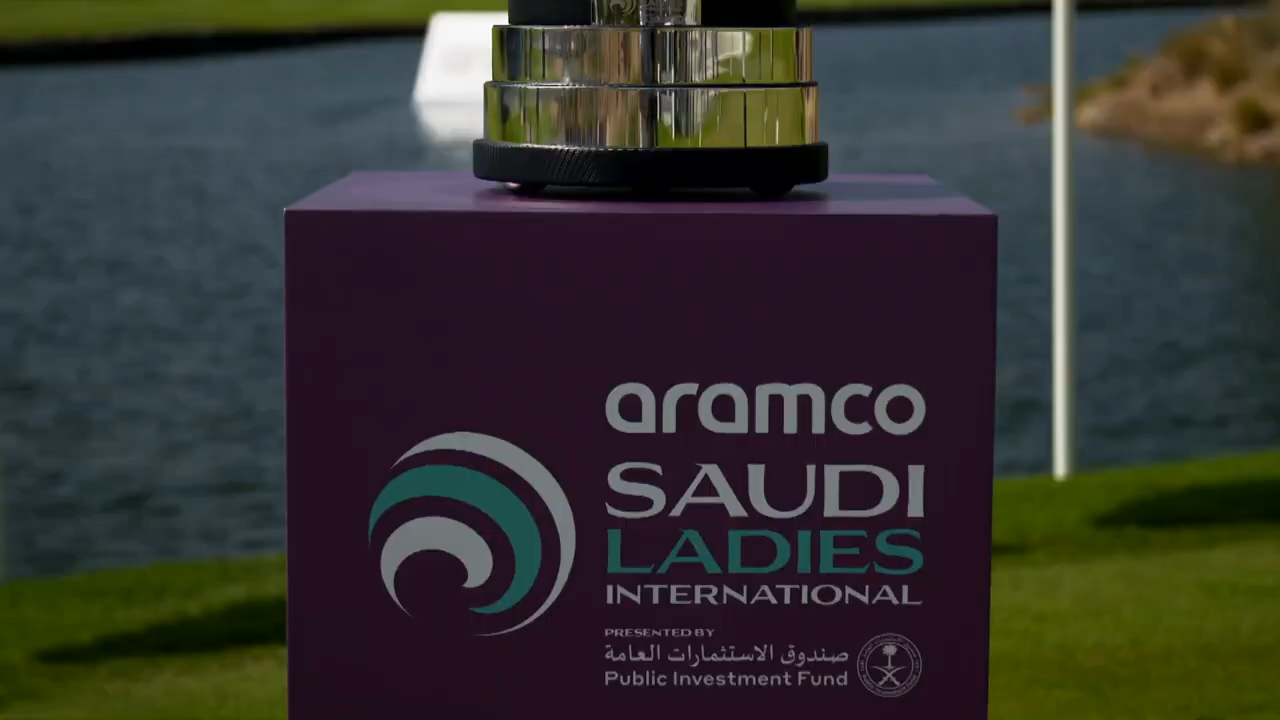 aramco
SAUDI
LADIES
INTERNATIONAL
PRESENTED BY
صندوق الاستثمارات العامة
Public Investment Fund